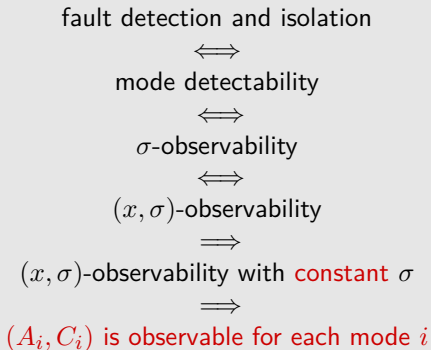 fault detection and isolation
⟺
mode detectability
⟺
σ-observability
⟺
(x, σ)-observability
⟹
(x, σ)-observability with constant σ
⟹
(A_i, C_i) is observable for each mode i